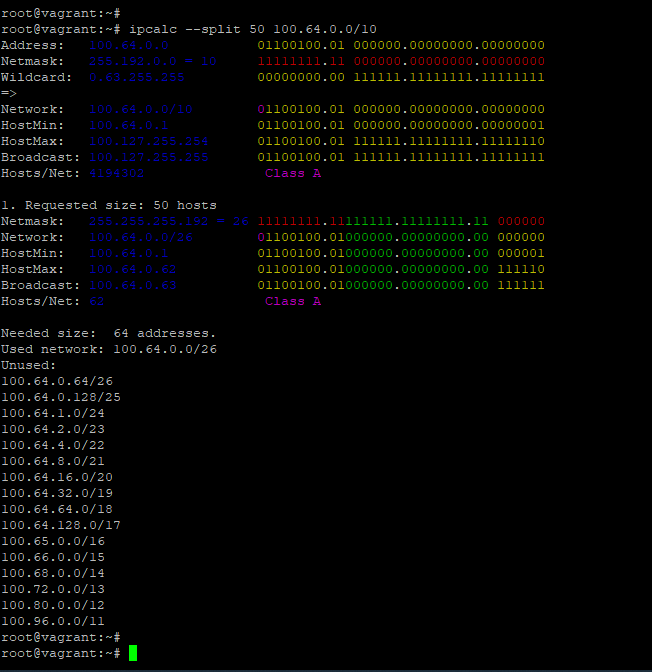 root@vagrant:~#
root@vagrant:~# ipcalc --split 50 100.64.0.0/10
Address:   100.64.0.0           01100100.01 000000.00000000.00000000
Netmask:   255.192.0.0 = 10     11111111.11 000000.00000000.00000000
Wildcard:  0.63.255.255         00000000.00 111111.11111111.11111111
=>
Network:   100.64.0.0/10        01100100.01 000000.00000000.00000000
HostMin:   100.64.0.1           01100100.01 000000.00000000.00000001
HostMax:   100.127.255.254      01100100.01 111111.11111111.11111110
Broadcast: 100.127.255.255      01100100.01 111111.11111111.11111111
Hosts/Net: 4194302               Class A

1. Requested size: 50 hosts
Netmask:   255.255.255.192 = 26 11111111.11111111.11111111.11 000000
Network:   100.64.0.0/26        01100100.01000000.00000000.00 000000
HostMin:   100.64.0.1           01100100.01000000.00000000.00 000001
HostMax:   100.64.0.62          01100100.01000000.00000000.00 111110
Broadcast: 100.64.0.63          01100100.01000000.00000000.00 111111
Hosts/Net: 62                    Class A

Needed size:  64 addresses.
Used network: 100.64.0.0/26
Unused:
100.64.0.64/26
100.64.0.128/25
100.64.1.0/24
100.64.2.0/23
100.64.4.0/22
100.64.8.0/21
100.64.16.0/20
100.64.32.0/19
100.64.64.0/18
100.64.128.0/17
100.65.0.0/16
100.66.0.0/15
100.68.0.0/14
100.72.0.0/13
100.80.0.0/12
100.96.0.0/11
root@vagrant:~#
root@vagrant:~#